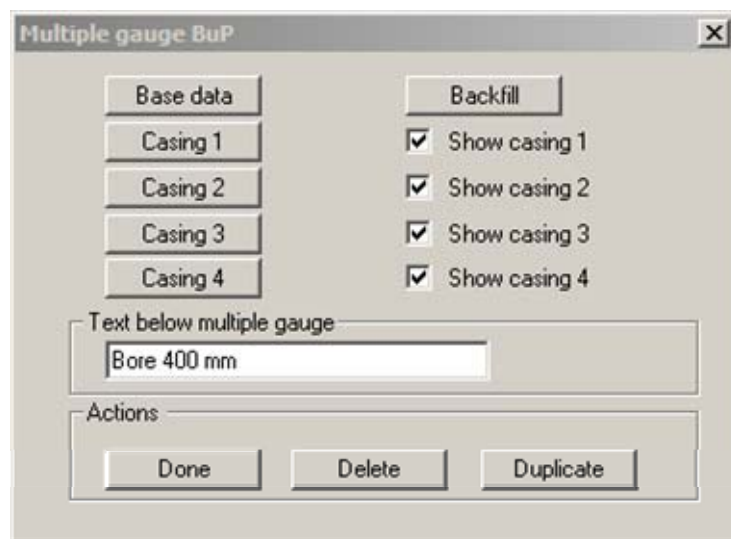 Multiple gauge BuP
Base data Backfill
Casing 1 Show casing 1
Casing 2 Show casing 2
Casing 3 Show casing 3
Casing 4 Show casing 4
Text below multiple gauge
Bore 400 mm
Actions
Done Delete Duplicate